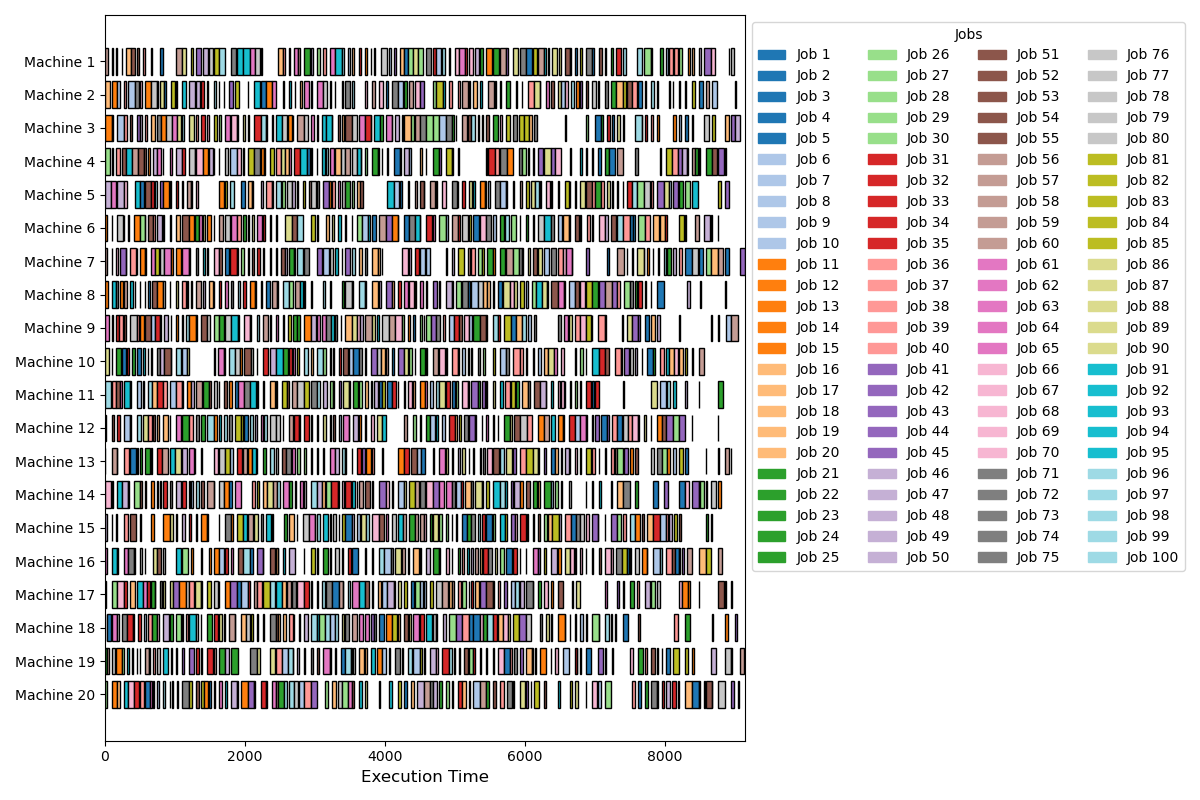 Jobs
Machine 1
Machine 2
Machine 3
Machine 4
Machine 5
Machine 6
Machine 7
Machine 8
Machine 9
Machine 10
Machine 11
Machine 12
Machine 13
Machine 14
Machine 15
Machine 16
Machine 17
Machine 18
Machine 19
Machine 20
0 2000 4000 6000 8000
Execution Time
Job 1 Job 26 Job 51 Job 76
Job 2 Job 27 Job 52 Job 77
Job 3 Job 28 Job 53 Job 78
Job 4 Job 29 Job 54 Job 79
Job 5 Job 30 Job 55 Job 80
Job 6 Job 31 Job 56 Job 81
Job 7 Job 32 Job 57 Job 82
Job 8 Job 33 Job 58 Job 83
Job 9 Job 34 Job 59 Job 84
Job 10 Job 35 Job 60 Job 85
Job 11 Job 36 Job 61 Job 86
Job 12 Job 37 Job 62 Job 87
Job 13 Job 38 Job 63 Job 88
Job 14 Job 39 Job 64 Job 89
Job 15 Job 40 Job 65 Job 90
Job 16 Job 41 Job 66 Job 91
Job 17 Job 42 Job 67 Job 92
Job 18 Job 43 Job 68 Job 93
Job 19 Job 44 Job 69 Job 94
Job 20 Job 45 Job 70 Job 95
Job 21 Job 46 Job 71 Job 96
Job 22 Job 47 Job 72 Job 97
Job 23 Job 48 Job 73 Job 98
Job 24 Job 49 Job 74 Job 99
Job 25 Job 50 Job 75 Job 100